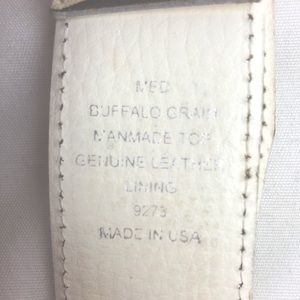 MED
BUFFALO GRAIN
MANMADE TOP
GENUINE LEATHER
LINING
9273
MADE IN USA